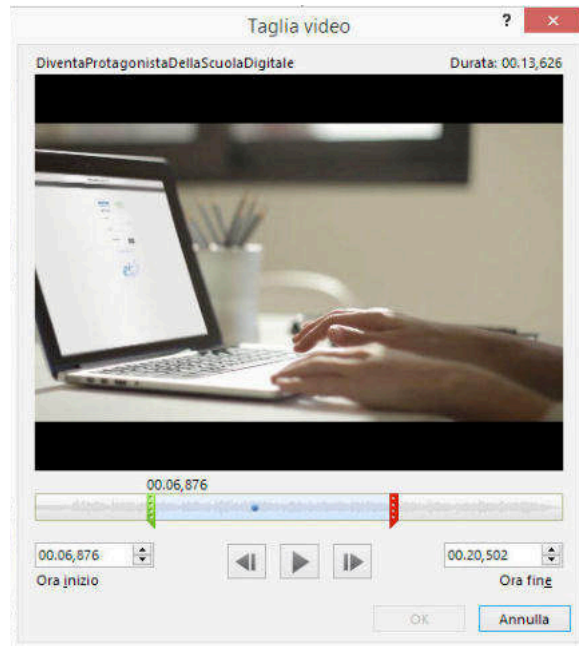 Taglia video
?
×
DiventaProtagonistaDellaScuolaDigitale
Durata: 00.13,626
00.06,876
00.06,876
00.20,502
Ora inizio
Ora fine
OK
Annulla